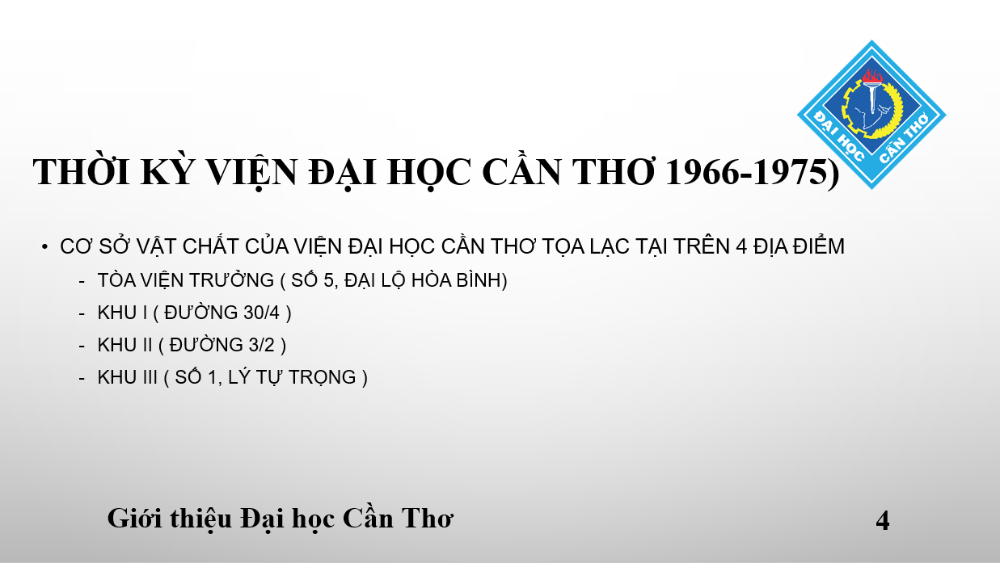 ĐẠI HỌC CẦN THƠ
THỜI KỲ VIỆN ĐẠI HỌC CẦN THƠ 1966-1975)
• CƠ SỞ VẬT CHẤT CỦA VIỆN ĐẠI HỌC CẦN THƠ TỌA LẠC TẠI TRÊN 4 ĐỊA ĐIỂM
- TÒA VIỆN TRƯỞNG ( SỐ 5, ĐẠI LỘ HÒA BÌNH)
- KHU I ( ĐƯỜNG 30/4 )
- KHU II ( ĐƯỜNG 3/2 )
- KHU III ( SỐ 1, LÝ TỰ TRỌNG )
Giới thiệu Đại học Cần Thơ
4